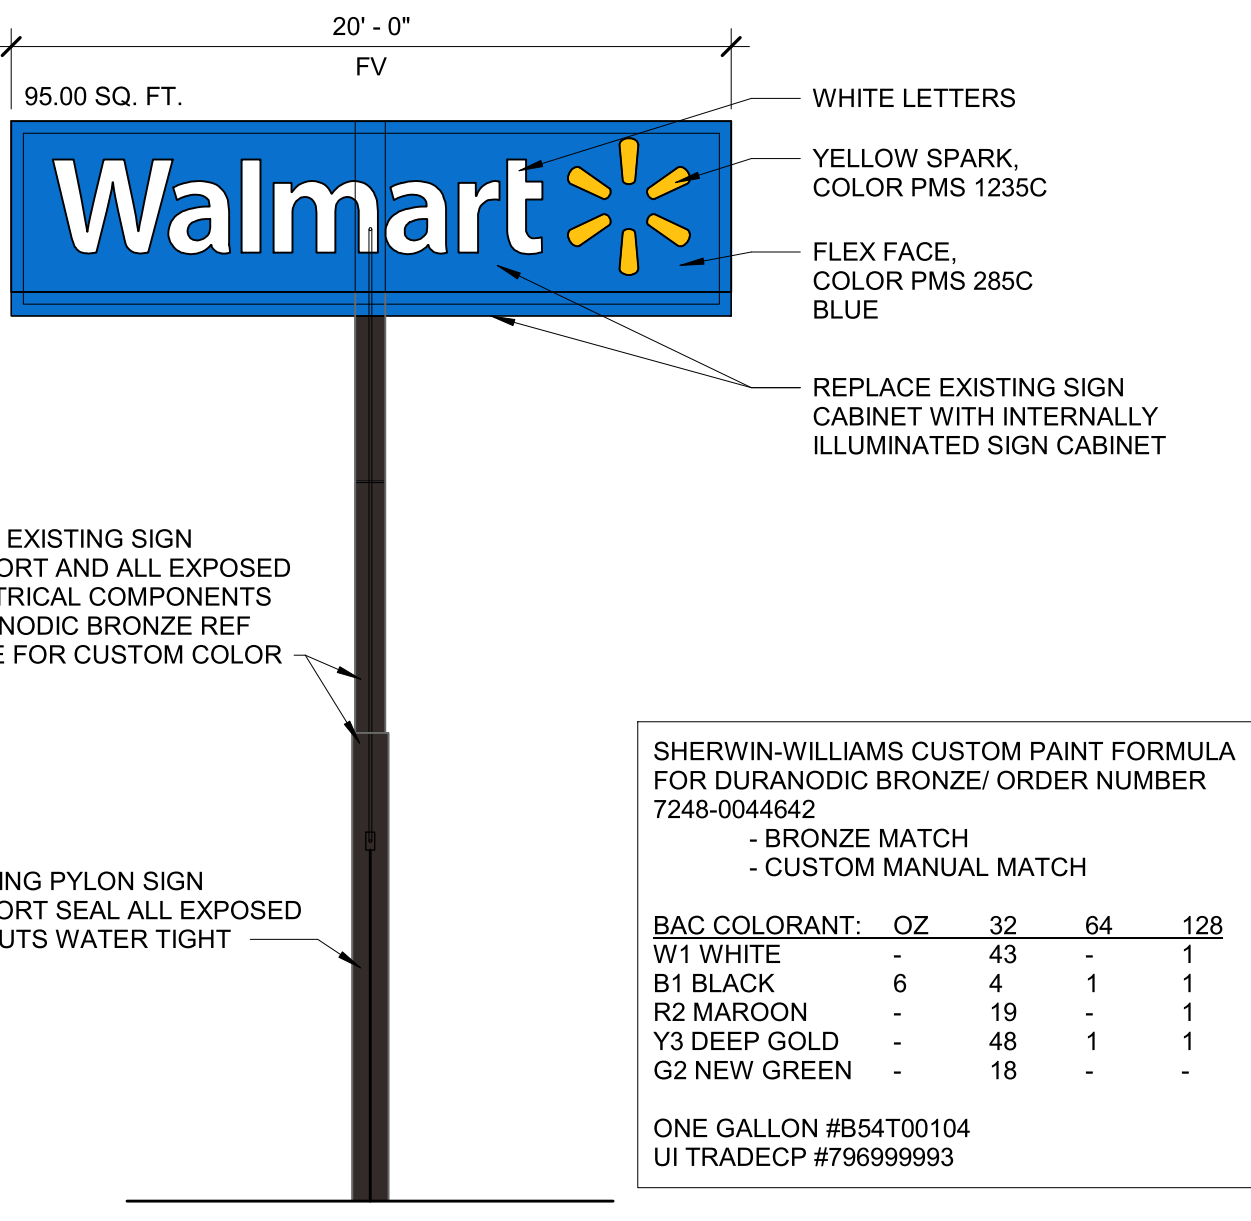 20' - 0"
FV
95.00 SQ. FT.
Walmart
WHITE LETTERS
YELLOW SPARK,
COLOR PMS 1235C
FLEX FACE,
COLOR PMS 285C
BLUE
REPLACE EXISTING SIGN
CABINET WITH INTERNALLY
ILLUMINATED SIGN CABINET
EXISTING SIGN
ORT AND ALL EXPOSED
TRICAL COMPONENTS
NODIC BRONZE REF
E FOR CUSTOM COLOR
ING PYLON SIGN
ORT SEAL ALL EXPOSED
UTS WATER TIGHT
SHERWIN-WILLIAMS CUSTOM PAINT FORMULA
FOR DURANODIC BRONZE/ ORDER NUMBER
7248-0044642
- BRONZE MATCH
- CUSTOM MANUAL MATCH
BAC COLORANT: OZ 32 64 128
W1 WHITE - 43 - 1
B1 BLACK 6 4 1 1
R2 MAROON - 19 - 1
Y3 DEEP GOLD - 48 1 1
G2 NEW GREEN - 18 - -
ONE GALLON #B54T00104
UI TRADECP #796999993